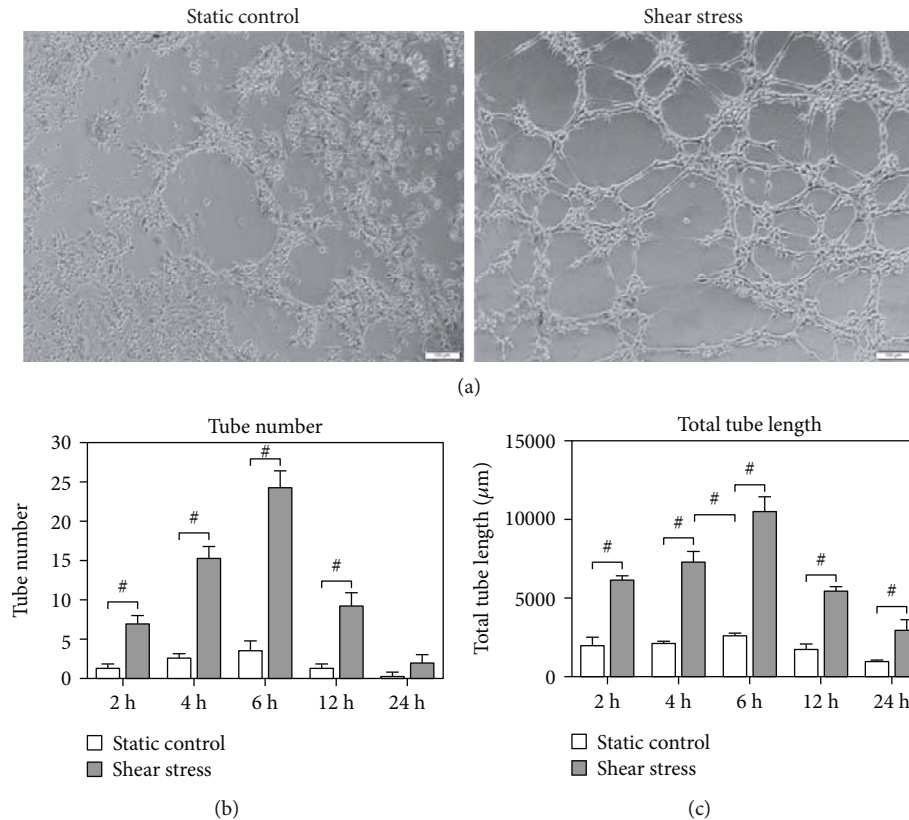 Static control
Shear stress
(a)
Tube number
30
25
20
15
10
5
0
Tube number
#
#
#
#
2 h
4 h
6 h
12 h
24 h
Static control
Shear stress
(b)
Total tube length
15000
10000
5000
0
Total tube length (μm)
#
#
#
#
#
#
2 h
4 h
6 h
12 h
24 h
Static control
Shear stress
(c)